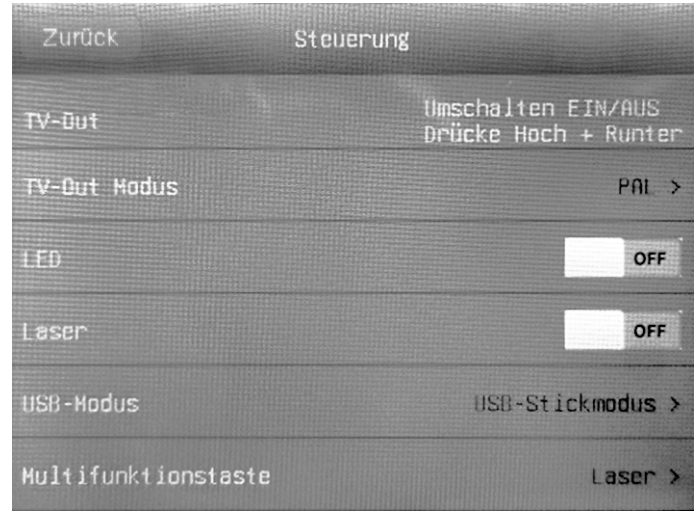 Zurück
Steuerung
TV-Out
Umschalten EIN/AUS
Drücke Hoch + Runter
TV-Out Modus
PAL >
LED
OFF
Laser
OFF
USB-Modus
USB-Stickmodus >
Multifunktionstaste
Laser >